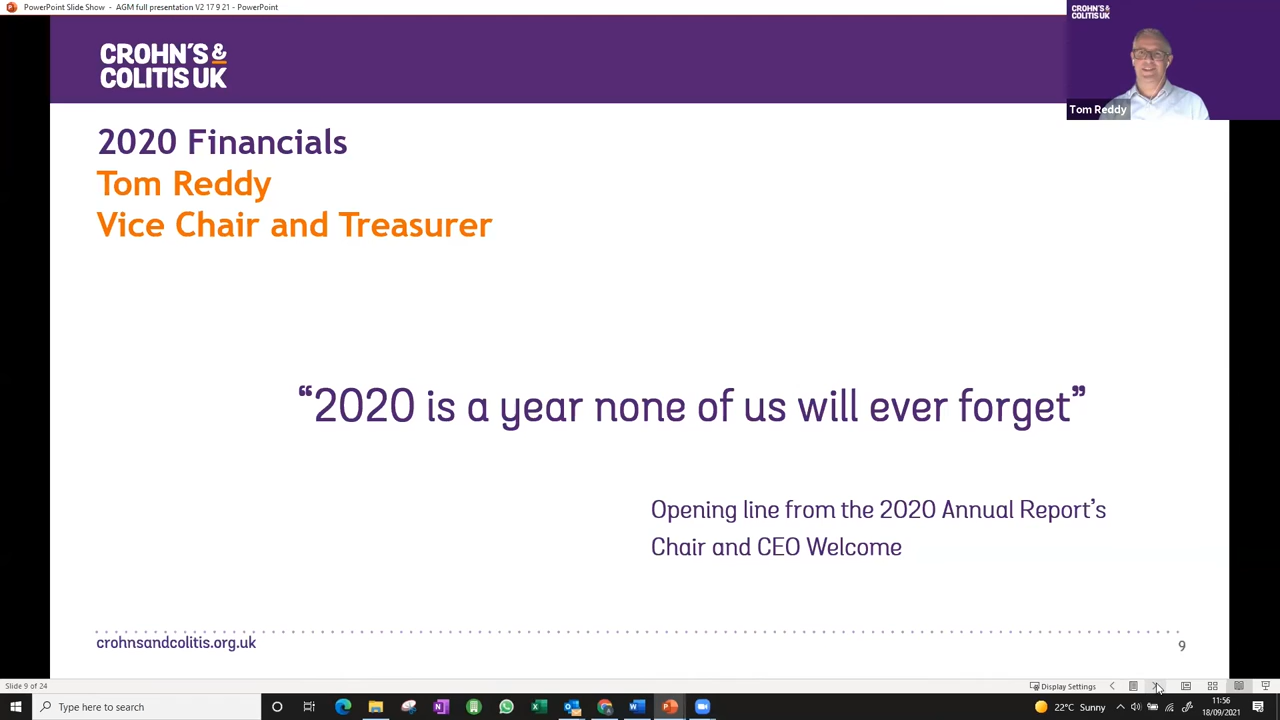 PowerPoint Slide Show - AGM full presentation V2 17 9 21 - PowerPoint
CROHN'S &
COLITIS UK
CROHN'S &
COLITIS UK
Tom Reddy
2020 Financials
Tom Reddy
Vice Chair and Treasurer
“2020 is a year none of us will ever forget”
Opening line from the 2020 Annual Report’s
Chair and CEO Welcome
crohnsandcolitis.org.uk
9
Slide 9 of 24
Display Settings
Type here to search
22°C Sunny
11:56
18/09/2021